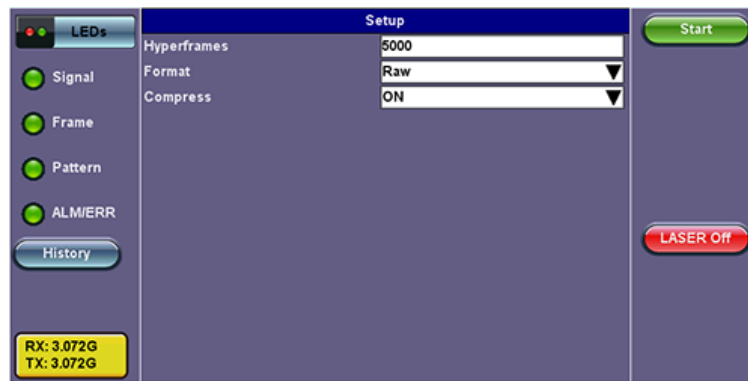 LEDs
Signal
Frame
Pattern
ALM/ERR
History
RX: 3.072G
TX: 3.072G
Setup
Hyperframes 5000
Format Raw
Compress ON
Start
LASER Off